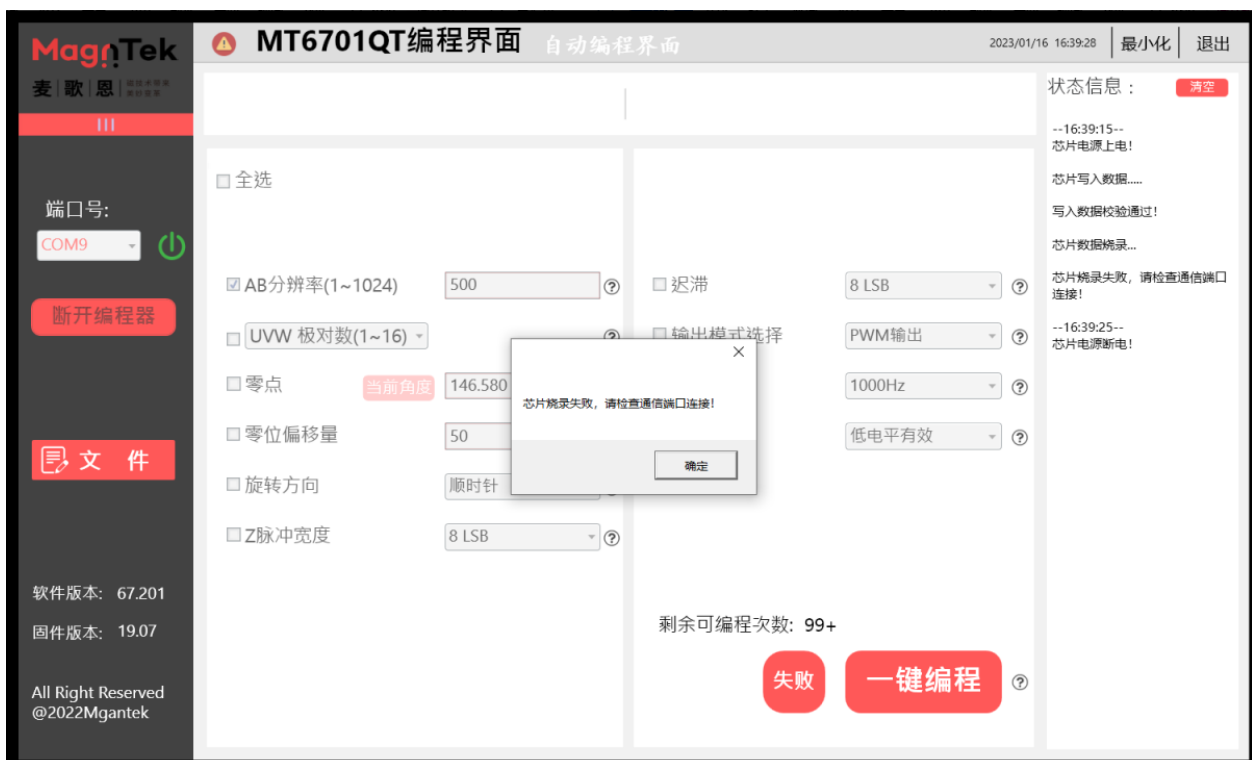 MagnTek
麦歌恩
III
MT6701QT编程界面
自动编程界面
2023/01/16 16:39:28
最小化
退出
端口号:
COM9
断开编程器
文 件
软件版本: 67.201
固件版本: 19.07
All Right Reserved
@2022Mgantek
全选
AB分辨率(1~1024)
500
?
UVW 极对数(1~16)
?
零点
当前角度
146.580
零位偏移量
50
旋转方向
顺时针
Z脉冲宽度
8 LSB
?
迟滞
8 LSB
?
输出模式选择
PWM输出
?
1000Hz
?
低电平有效
?
芯片烧录失败，请检查通信端口连接!
确定
剩余可编程次数: 99+
失败
一键编程
?
状态信息：
清空
--16:39:15--
芯片电源上电!
芯片写入数据.....
写入数据校验通过!
芯片数据烧录...
芯片烧录失败，请检查通信端口
连接!
--16:39:25--
芯片电源断电!